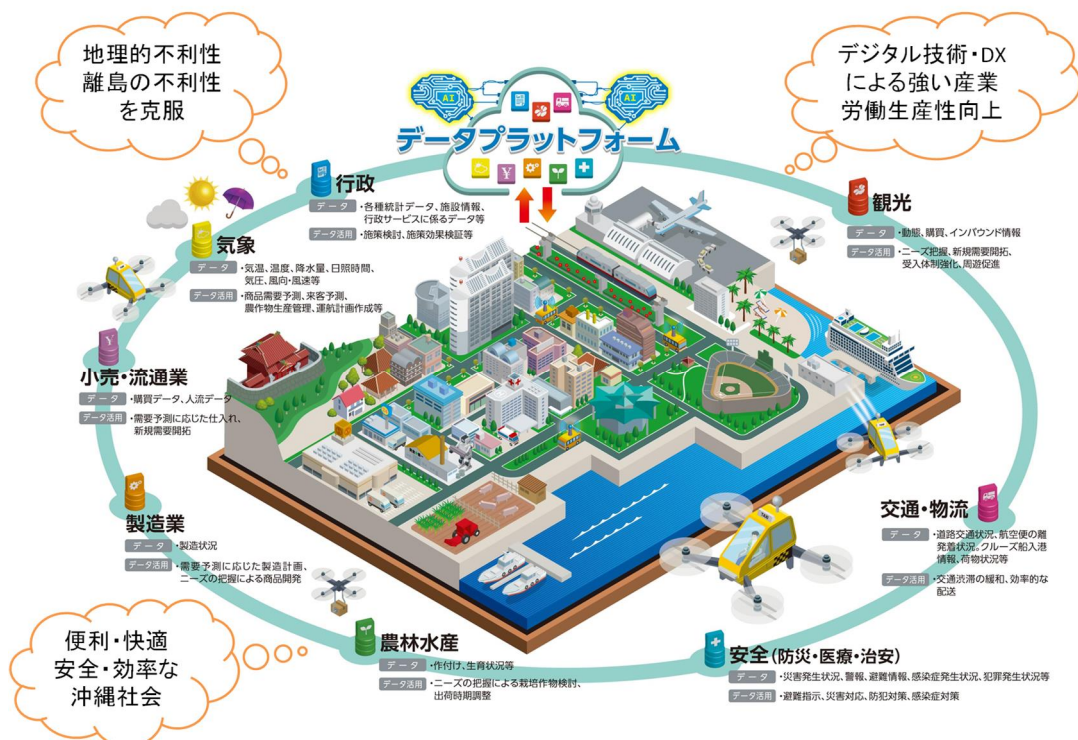 地理的不利性
離島の不利性
を克服
デジタル技術・DX
による強い産業
労働生産性向上
AI
AI
データプラットフォーム
¥
行政
データ ・各種統計データ、施設情報、
行政サービスに係るデータ等
データ活用 ・施策検討、施策効果検証等
気象
データ ・気温、温度、降水量、日照時間、
気圧、風向・風速等
データ活用 ・商品需要予測、来客予測、
農作物生産管理、運航計画作成等
¥
小売・流通業
データ ・購買データ、人流データ
データ活用 ・需要予測に応じた仕入れ、
新規需要開拓
製造業
データ ・製造状況
データ活用 ・需要予測に応じた製造計画、
ニーズの把握による商品開発
農林水産
データ ・作付け、生育状況等
データ活用 ・ニーズの把握による栽培作物検討、
出荷時期調整
安全(防災・医療・治安)
データ ・災害発生状況、警報、避難情報、感染症発生状況、犯罪発生状況等
データ活用 ・避難指示、災害対応、防犯対策、感染症対策
交通・物流
データ ・道路交通状況、航空便の離
発着状況。クルーズ船入港
情報、荷物状況等
データ活用 ・交通渋滞の緩和、効率的な
配送
観光
データ ・動態、購買、インバウンド情報
データ活用 ・ニーズ把握、新規需要開拓、
受入体制強化、周遊促進
TAXI
便利・快適
安全・効率な
沖縄社会